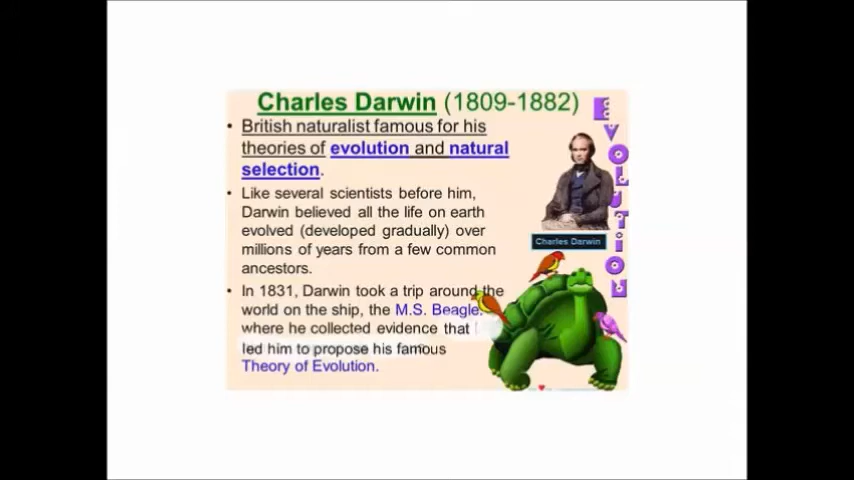 Charles Darwin (1809-1882)
• British naturalist famous for his
theories of evolution and natural
selection.
• Like several scientists before him,
Darwin believed all the life on earth
evolved (developed gradually) over
millions of years from a few common
ancestors.
• In 1831, Darwin took a trip around the
world on the ship, the M.S. Beagle.
where he collected evidence that
led him to propose his famous
Theory of Evolution.
EVOLUTION
Charles Darwin